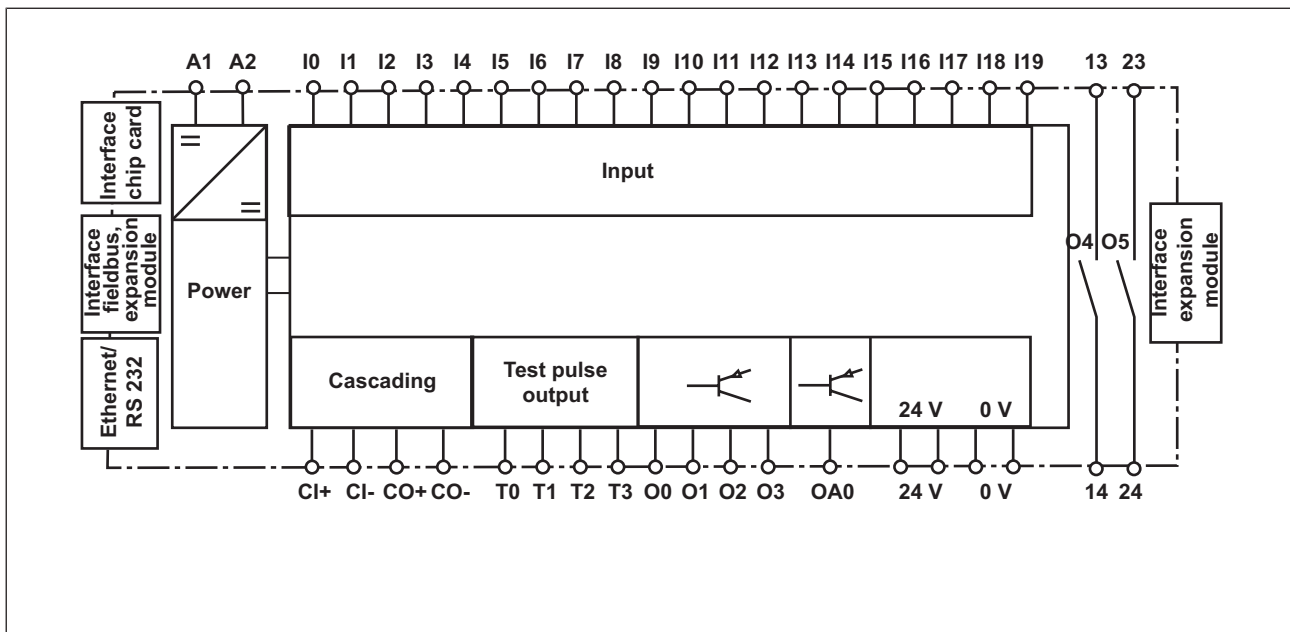 A1 A2 I0 I1 I2 I3 I4 I5 I6 I7 I8 I9 I10 I11 I12 I13 I14 I15 I16 I17 I18 I19 13 23
Interface
chip card
Interface
fieldbus,
expansion
module
Ethernet/
RS 232
Power
Input
O4 O5
Interface
expansion
module
Cascading
Test pulse
output
24 V 0 V
CI+ CI- CO+ CO- T0 T1 T2 T3 O0 O1 O2 O3 OA0 24 V 0 V 14 24